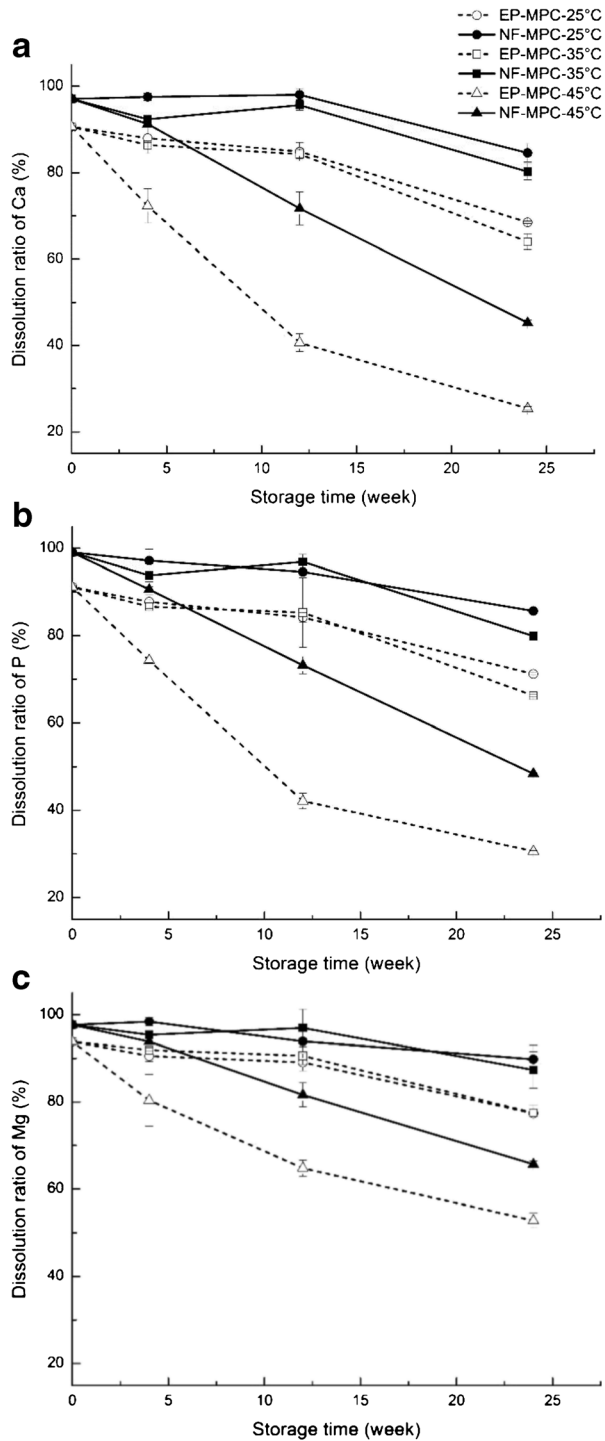 EP-MPC-25°C
NF-MPC-25°C
EP-MPC-35°C
NF-MPC-35°C
EP-MPC-45°C
NF-MPC-45°C
a
Dissolution ratio of Ca (%)
100
80
60
40
20
0 5 10 15 20 25
Storage time (week)
b
Dissolution ratio of P (%)
100
80
60
40
20
0 5 10 15 20 25
Storage time (week)
c
Dissolution ratio of Mg (%)
100
80
60
40
20
0 5 10 15 20 25
Storage time (week)